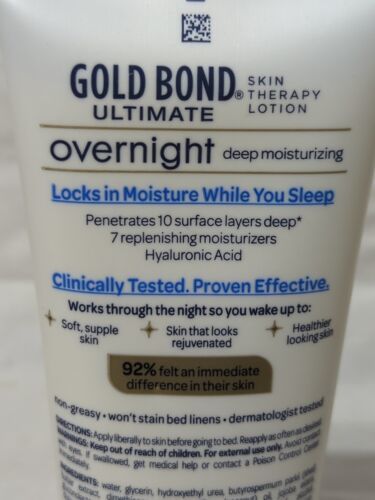 GOLD BOND®
ULTIMATE
SKIN
THERAPY
LOTION
overnight deep moisturizing
Locks in Moisture While You Sleep
Penetrates 10 surface layers deep*
7 replenishing moisturizers
Hyaluronic Acid
Clinically Tested. Proven Effective.
Works through the night so you wake up to:
Soft, supple
skin
Skin that looks
rejuvenated
Healthier
looking skin
92% felt an immediate
difference in their skin
non-greasy • won't stain bed linens • dermatologist tested
DIRECTIONS: Apply liberally to skin before going to bed. Reapply as often as desired.
WARNINGS: Keep out of reach of children. For external use only. Avoid contact
with eyes. If swallowed, get medical help or contact a Poison Control Center
immediately.
INGREDIENTS: water, glycerin, hydroxyethyl urea, butyrospermum parkii (shea)